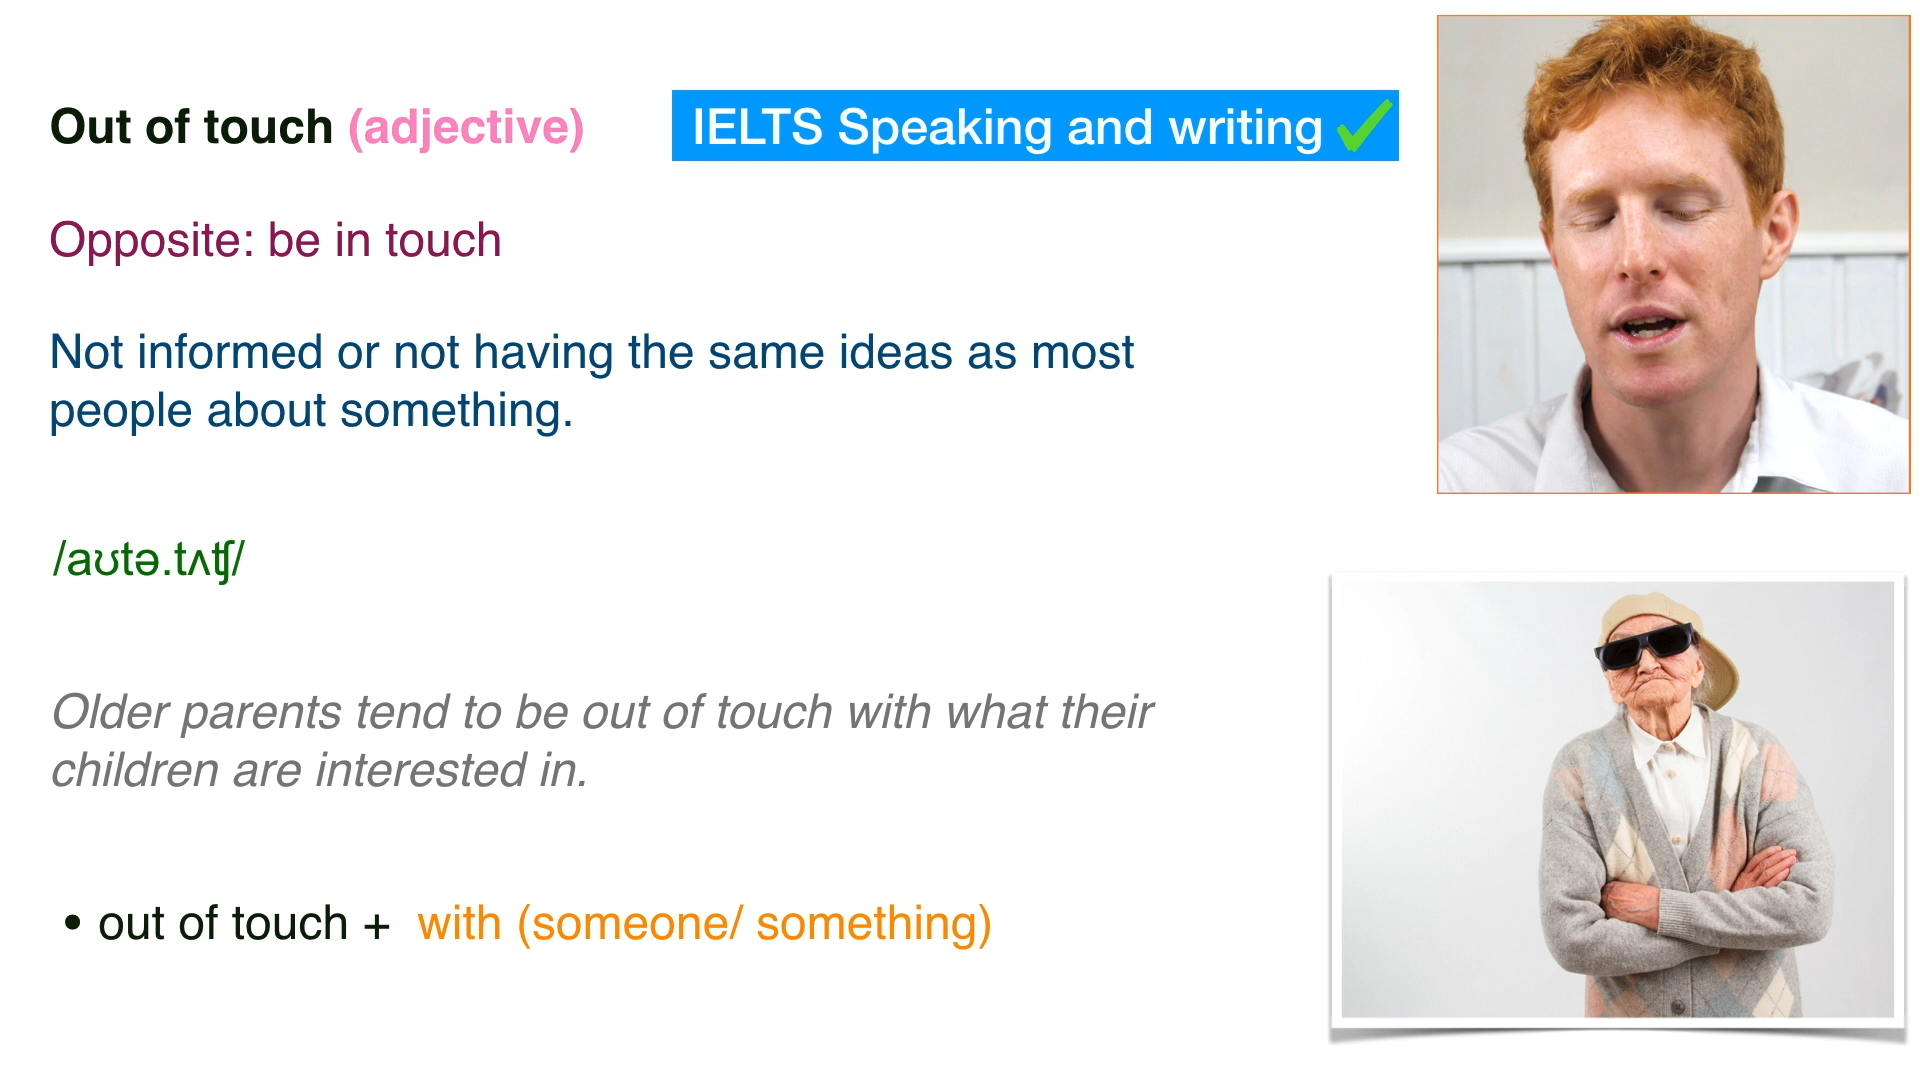 Out of touch (adjective)
IELTS Speaking and writing
Opposite: be in touch
Not informed or not having the same ideas as most
people about something.
/aʊtə.tʌʧ/
Older parents tend to be out of touch with what their
children are interested in.
• out of touch + with (someone/ something)